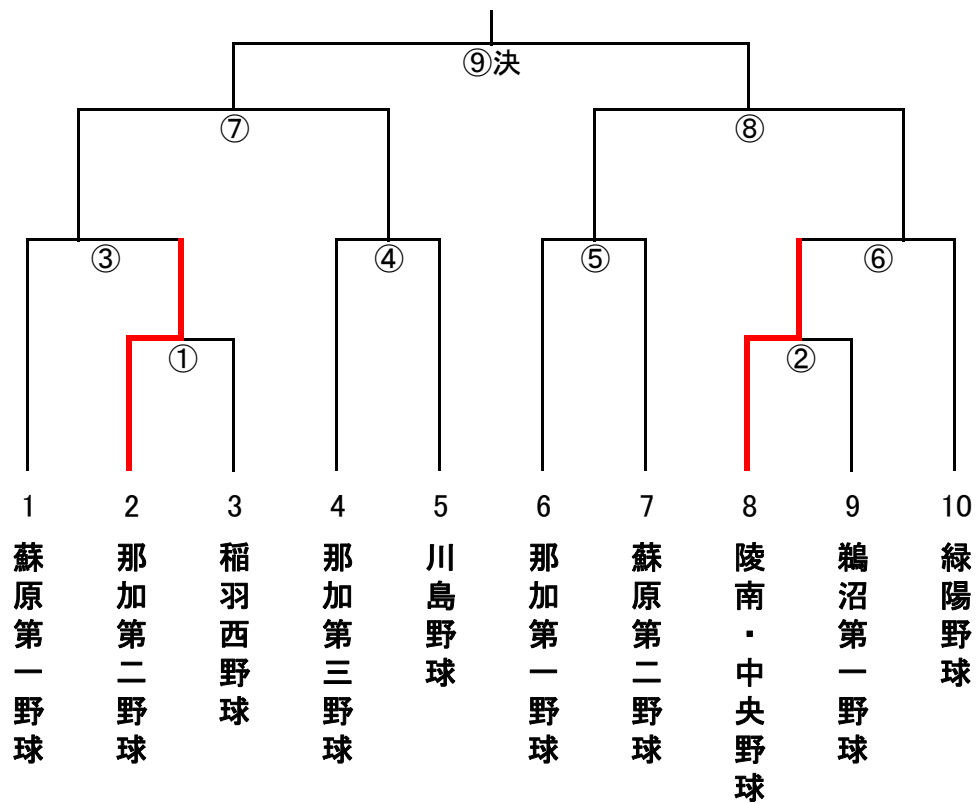 ⑨決
⑦
⑧
③
④
⑤
⑥
①
②
1
2
3
4
5
6
7
8
9
10
蘇原第一野球
那加第二野球
稲羽西野球
那加第三野球
川島野球
那加第一野球
蘇原第二野球
陵南・中央野球
鵜沼第一野球
緑陽野球